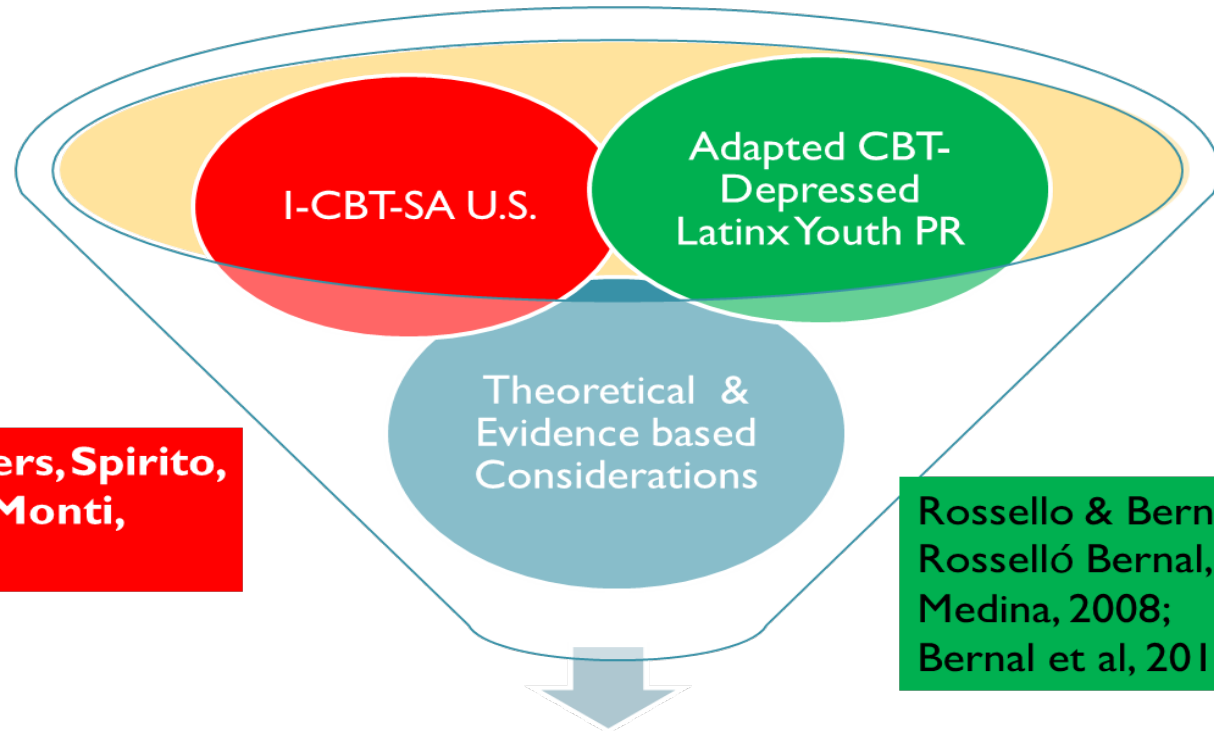 I-CBT-SA U.S.
Adapted CBT-
Depressed
Latinx Youth PR
Theoretical & 
Evidence based
Considerations
ers, Spirito,
Monti,
Rossello & Bern
Rosselló Bernal,
Medina, 2008;
Bernal et al, 201